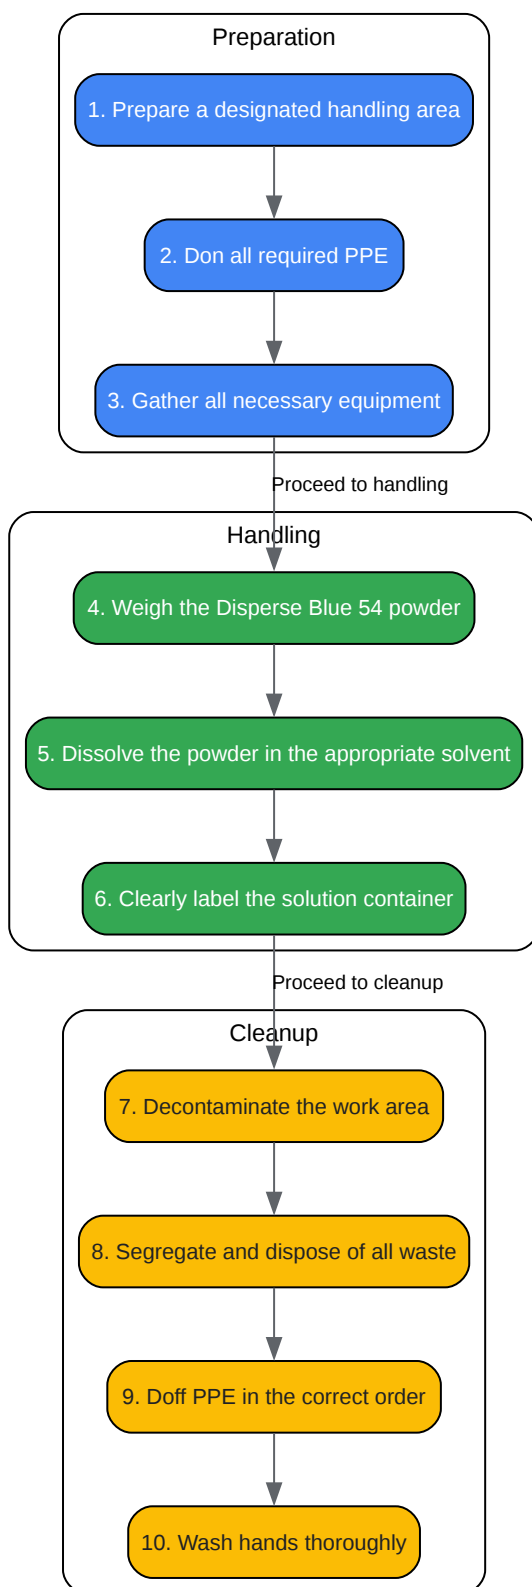 Preparation
1. Prepare a designated handling area
2. Don all required PPE
3. Gather all necessary equipment
Proceed to handling
Handling
4. Weigh the Disperse Blue 54 powder
5. Dissolve the powder in the appropriate solvent
6. Clearly label the solution container
Proceed to cleanup
Cleanup
7. Decontaminate the work area
8. Segregate and dispose of all waste
9. Doff PPE in the correct order
10. Wash hands thoroughly